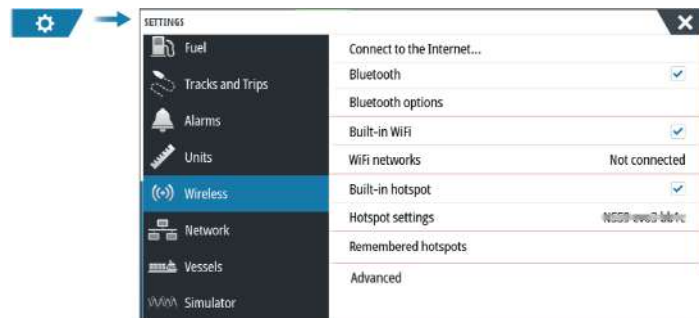 SETTINGS
Fuel
Tracks and Trips
Alarms
Units
Wireless
Network
Vessels
Simulator
Connect to the Internet...
Bluetooth
Bluetooth options
Built-in WiFi
WiFi networks Not connected
Built-in hotspot
Hotspot settings
Remembered hotspots
Advanced